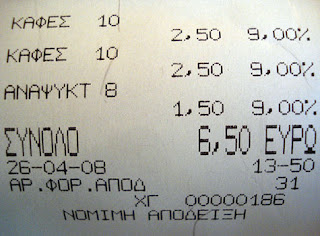 ΚΑΦΕΣ 10
2,50 9,00%
ΚΑΦΕΣ 10
2,50 9,00%
ΑΝΑΨΥΚΤ 8
1,50 9,00%
ΣΥΝΟΛΟ 6,50 ΕΥΡΩ
26-04-08 13-50
ΑΡ.ΦΟΡ.ΑΠΟΔ 31
ΧΓ 00000186
ΝΟΜΙΜΗ ΑΠΟΔΕΙΞΗ